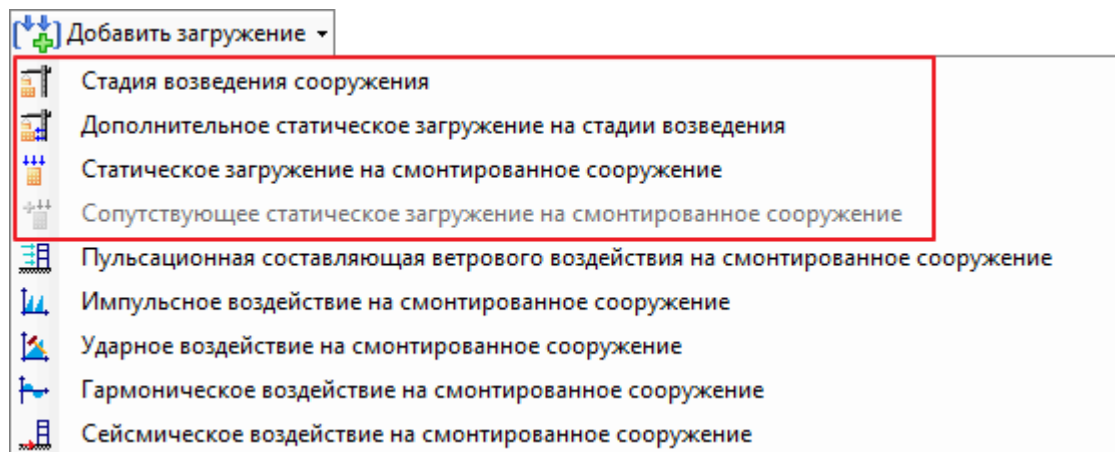 Добавить загружение
Стадия возведения сооружения
Дополнительное статическое загружение на стадии возведения
Статическое загружение на смонтированное сооружение
Сопутствующее статическое загружение на смонтированное сооружение
Пульсационная составляющая ветрового воздействия на смонтированное сооружение
Импульсное воздействие на смонтированное сооружение
Ударное воздействие на смонтированное сооружение
Гармоническое воздействие на смонтированное сооружение
Сейсмическое воздействие на смонтированное сооружение